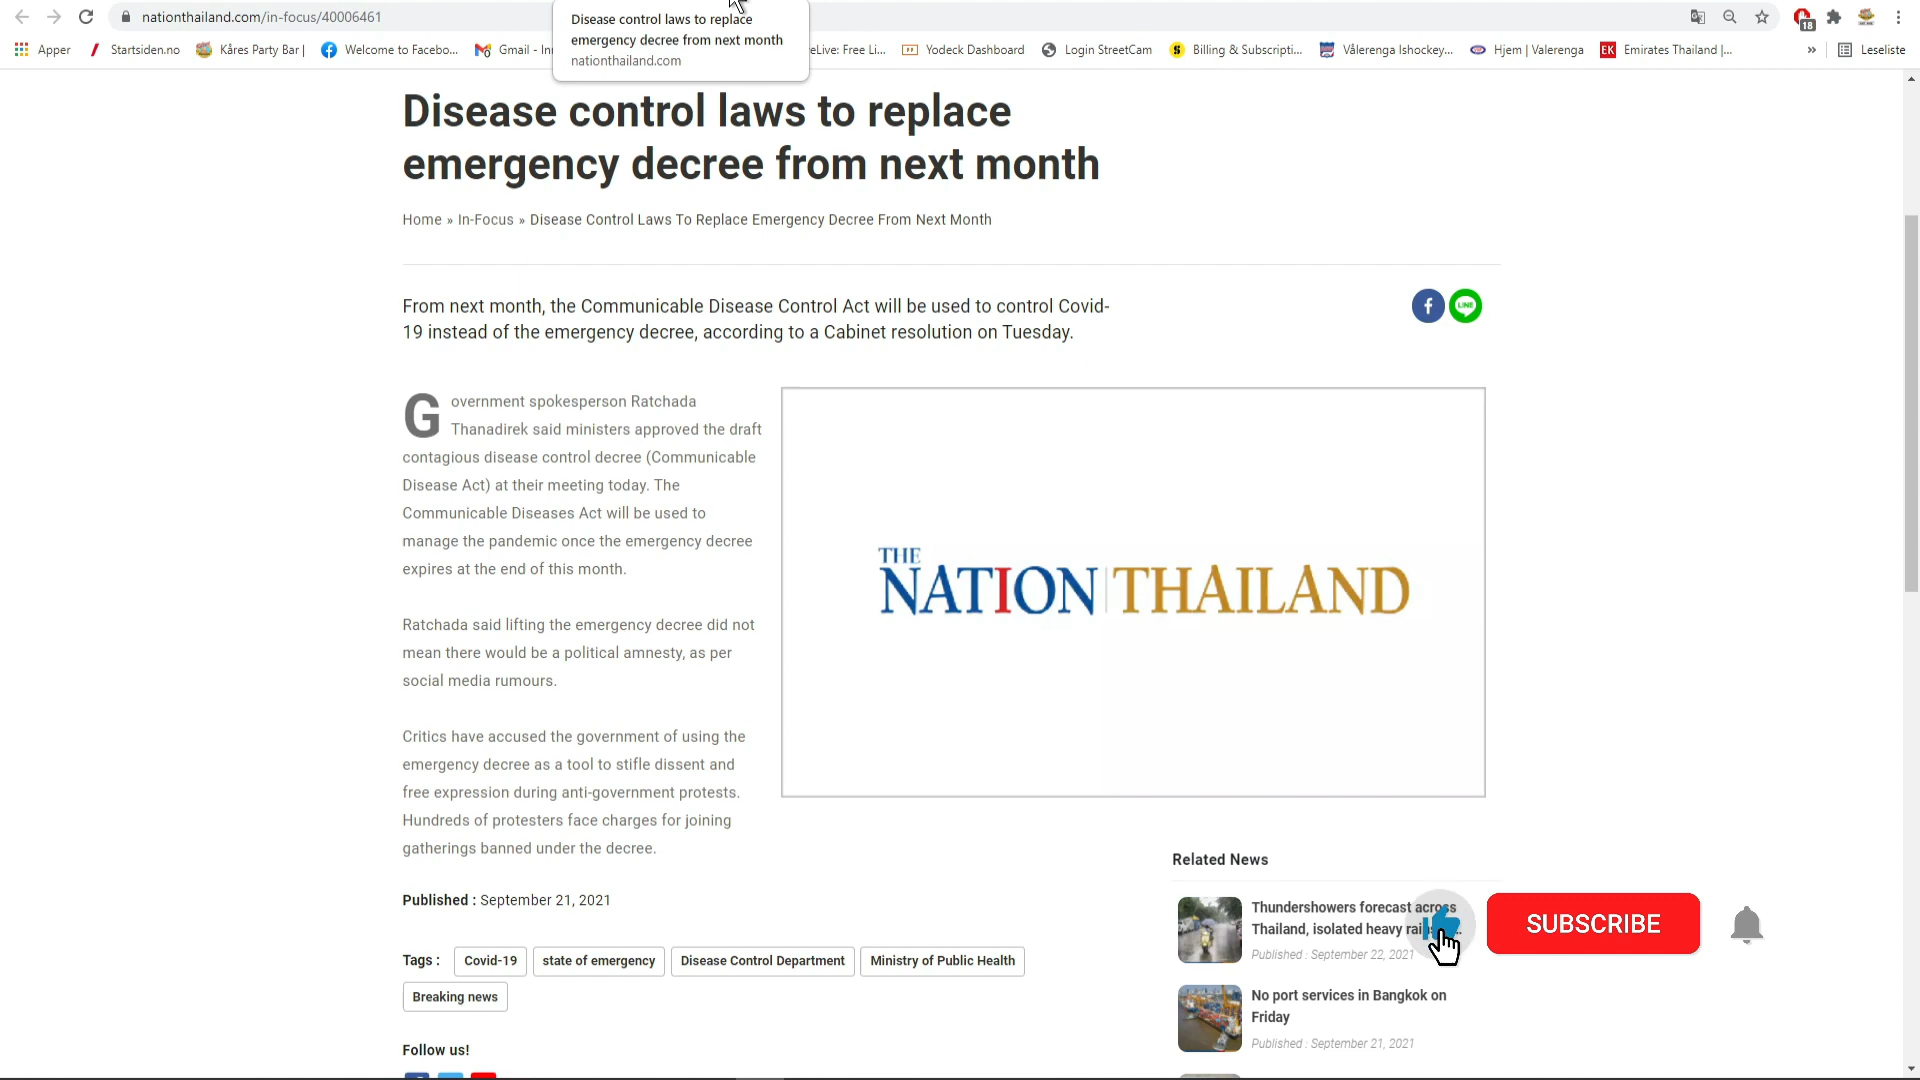 nationthailand.com/in-focus/40006461
Disease control laws to replace
emergency decree from next month
nationthailand.com
18
Apper
Startsiden.no
Kåres Party Bar |
Welcome to Facebo...
Gmail - In
eLive: Free Li...
Yodeck Dashboard
Login StreetCam
Billing & Subscripti...
Vålerenga Ishockey...
Hjem | Valerenga
EK
Emirates Thailand |...
»
Leseliste
Disease control laws to replace
emergency decree from next month
Home » In-Focus » Disease Control Laws To Replace Emergency Decree From Next Month
From next month, the Communicable Disease Control Act will be used to control Covid-
19 instead of the emergency decree, according to a Cabinet resolution on Tuesday.
LINE
Government spokesperson Ratchada
Thanadirek said ministers approved the draft
contagious disease control decree (Communicable
Disease Act) at their meeting today. The
Communicable Diseases Act will be used to
manage the pandemic once the emergency decree
expires at the end of this month.
Ratchada said lifting the emergency decree did not
mean there would be a political amnesty, as per
social media rumours.
Critics have accused the government of using the
emergency decree as a tool to stifle dissent and
free expression during anti-government protests.
Hundreds of protesters face charges for joining
gatherings banned under the decree.
THE
NATION THAILAND
Published : September 21, 2021
Tags :
Covid-19
state of emergency
Disease Control Department
Ministry of Public Health
Breaking news
Follow us!
Related News
Thundershowers forecast across
Thailand, isolated heavy
Published : September 22, 2021
No port services in Bangkok on
Friday
Published : September 21, 2021
SUBSCRIBE